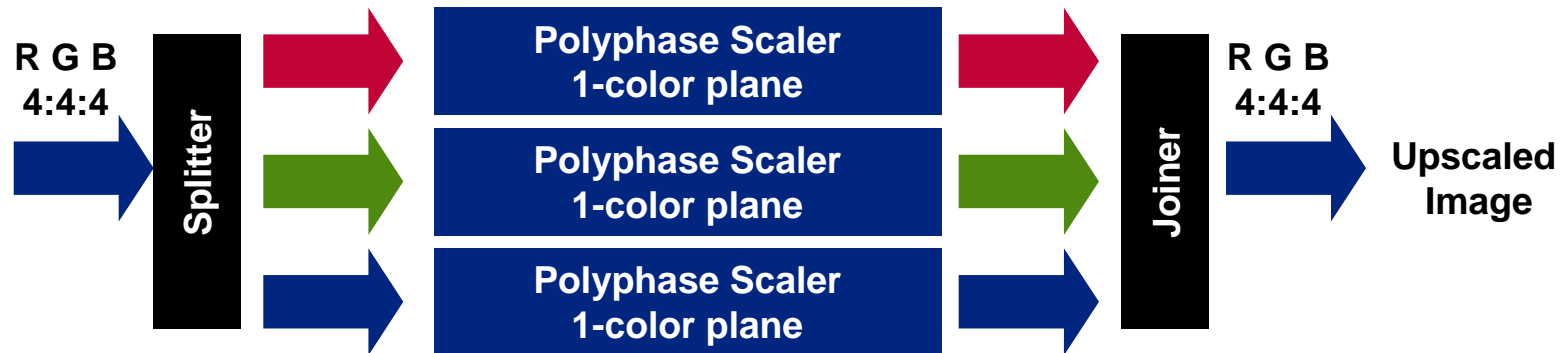 R G B
4:4:4
Splitter
Polyphase Scaler
1-color plane
Polyphase Scaler
1-color plane
Polyphase Scaler
1-color plane
Joiner
R G B
4:4:4
Upscaled
Image